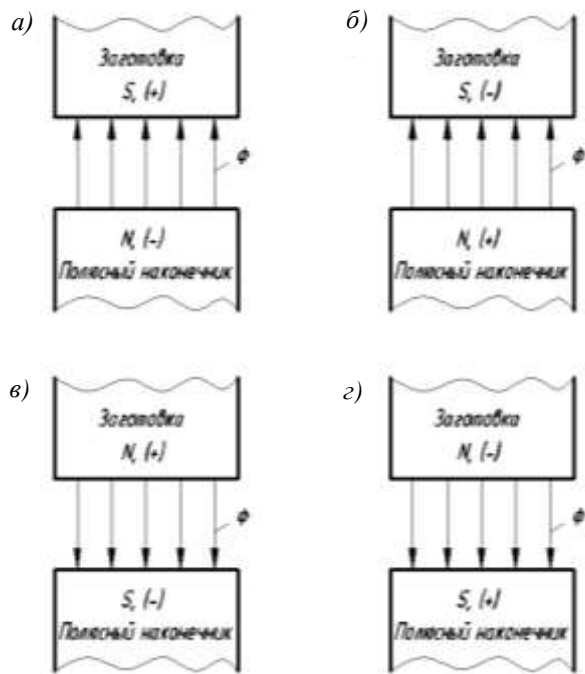 а)
Заготовка
S, (+)
Ф
N, (-)
Полюсный наконечник
б)
Заготовка
S, (-)
Ф
N, (+)
Полюсный наконечник
в)
Заготовка
N, (+)
Ф
S, (-)
Полюсный наконечник
г)
Заготовка
N, (-)
Ф
S, (+)
Полюсный наконечник